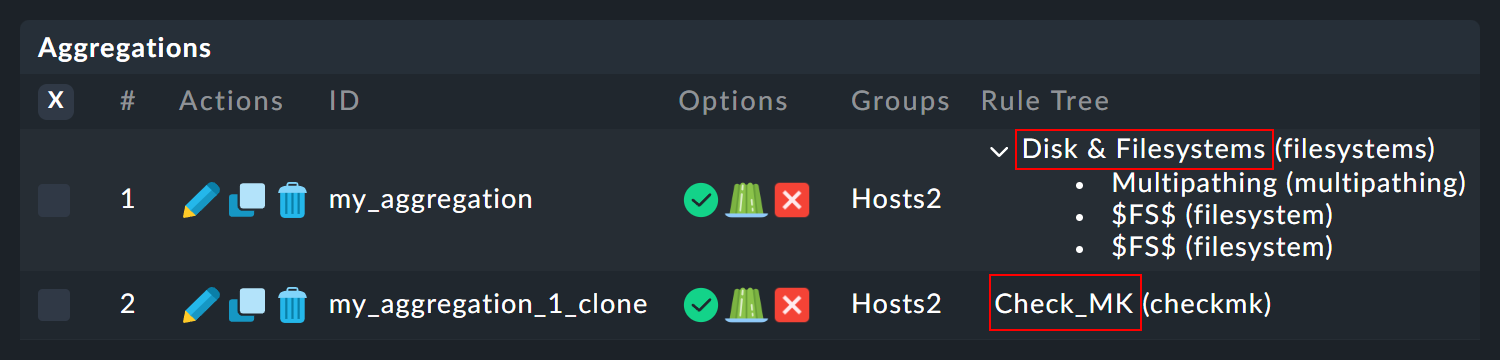 Aggregations
X # Actions ID Options Groups Rule Tree
1 my_aggregation Hosts2 Disk & Filesystems (filesystems)
• Multipathing (multipathing)
• $FS$ (filesystem)
• $FS$ (filesystem)
2 my_aggregation_1_clone Hosts2 Check_MK (checkmk)